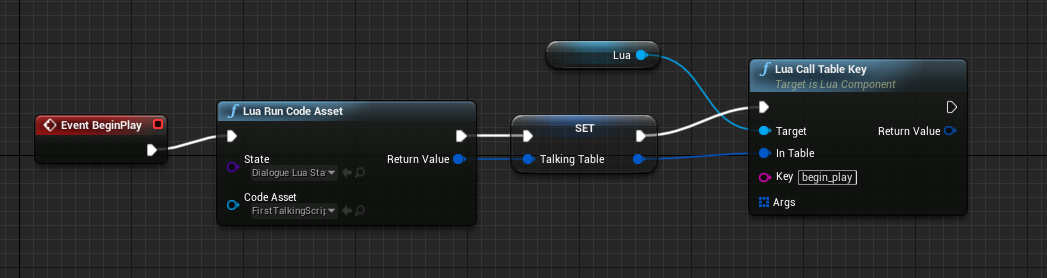 Event BeginPlay
Lua Run Code Asset
State
Dialogue Lua Sta
Return Value
Code Asset
FirstTalkingScrip
SET
Talking Table
Lua
Lua Call Table Key
Target is Lua Component
Target
Return Value
In Table
Key begin_play
Args